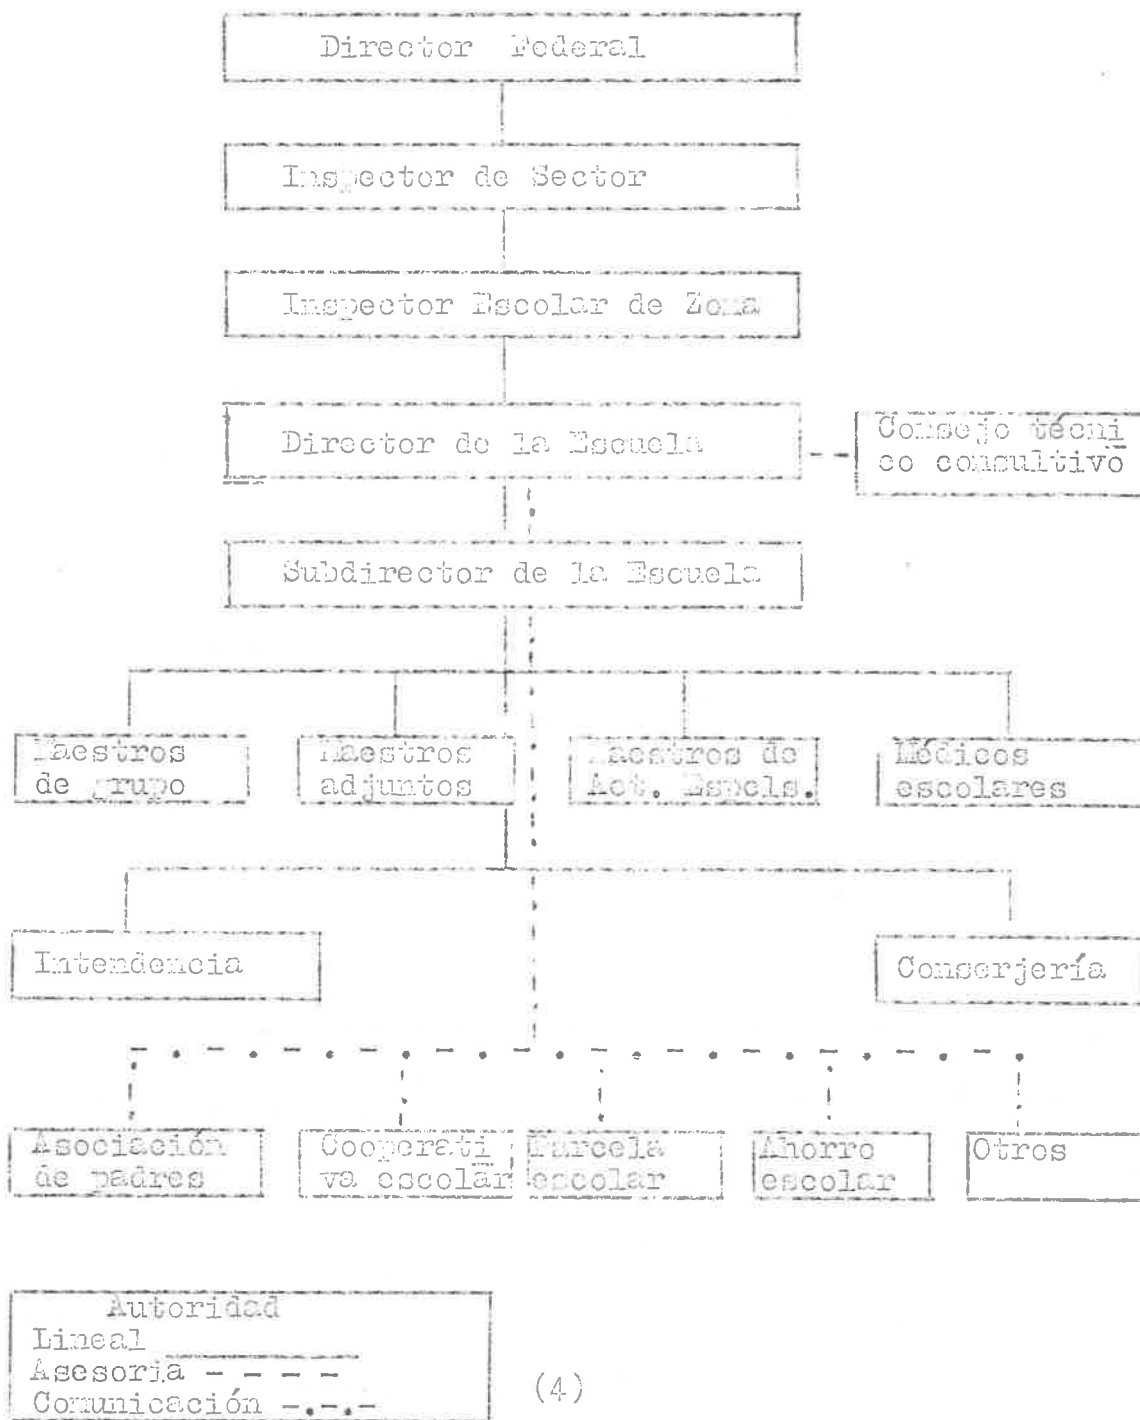 Director Federal
Inspector de Sector
Inspector Escolar de Zona
Director de la Escuela
Consejo técni
co consultivo
Subdirector de la Escuela
Maestros
de grupo
Maestros
adjuntos
Maestros de
Act. Espcls.
Médicos
escolares
Intendencia
Conserjería
Asociación
de padres
Cooperati
va escolar
Parcela
escolar
Ahorro
escolar
Otros
Autoridad
Lineal
Asesoria
Comunicación
(4)